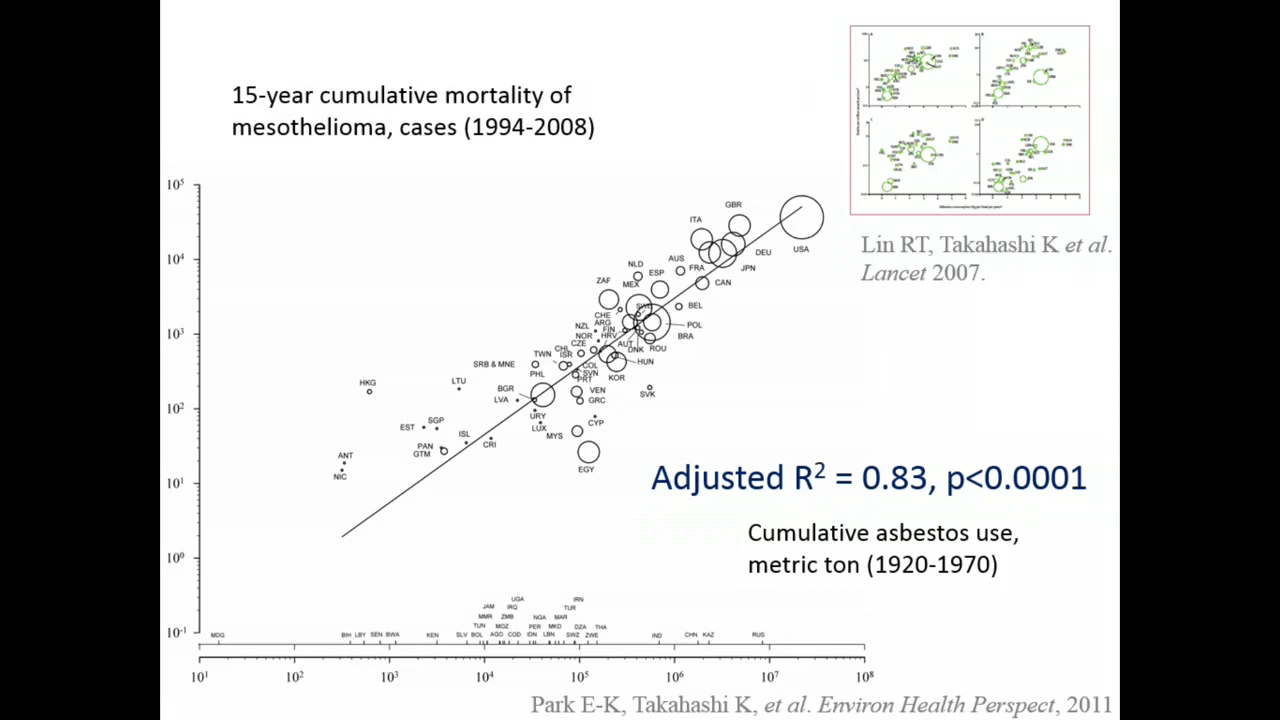 15-year cumulative mortality of
mesothelioma, cases (1994-2008)
Lin RT, Takahashi K et al.
Lancet 2007.
10⁵
10⁴
10³
10²
10¹
10⁰
10⁻¹
GBR
ITA
USA
DEU
AUS
FRA
JPN
NLD
ESP
CAN
ZAF
MEX
BEL
CHE
SWE
ARG
NZL
FIN
POL
NOR
HRV
BRA
CZE
AUT
DNK
ROU
CHL
TWN
ISR
HUN
SRB & MNE
COL
PHL
SVN
PRT
KOR
HKG
LTU
BGR
VEN
SVK
LVA
GRC
URY
SGP
EST
LUX
CYP
ISL
MYS
CRI
PAN
GTM
ANT
NIC
EGY
Adjusted R² = 0.83, p<0.0001
Cumulative asbestos use,
metric ton (1920-1970)
UGA IRN
JAM IRQ TUR
MMR ZMB NGA MAR
TUN MOZ PER MKD DZA THA
MDG BIH LBY SEN BWA KEN SLV BOL AGO COD IDN LBN SWZ ZWE IND CHN KAZ RUS
10¹ 10² 10³ 10⁴ 10⁵ 10⁶ 10⁷ 10⁸
Park E-K, Takahashi K, et al. Environ Health Perspect, 2011